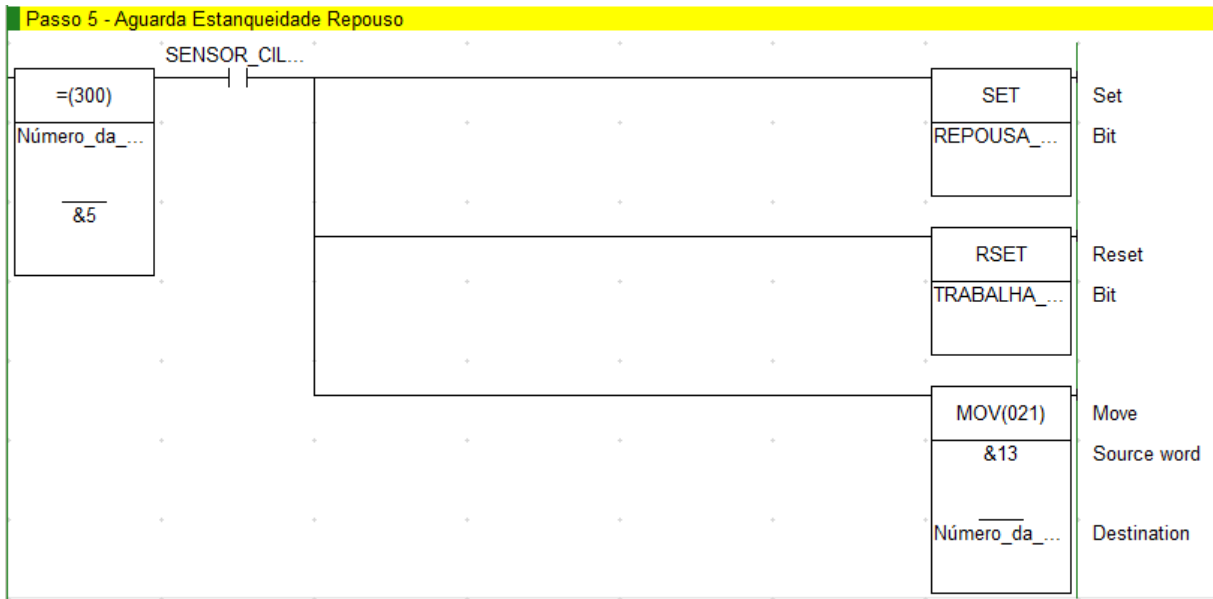 Passo 5 - Aguarda Estanqueidade Repouso
SENSOR_CIL...
=(300)
Número_da_...
&5
SET
Set
REPOUSA_...
Bit
RSET
Reset
TRABALHA_...
Bit
MOV(021)
Move
&13
Source word
Número_da_...
Destination